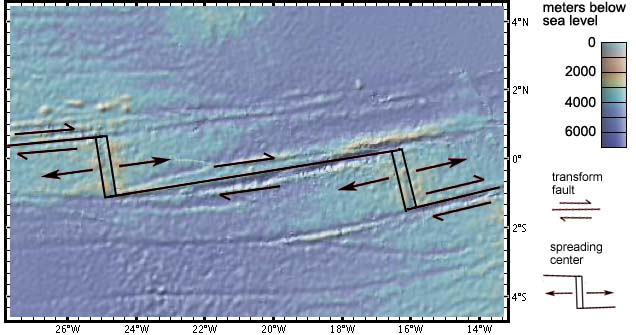 meters below
sea level
0
2000
4000
6000
transform
fault
spreading
center
4°N
2°N
0°
2°S
4°S
26°W 24°W 22°W 20°W 18°W 16°W 14°W